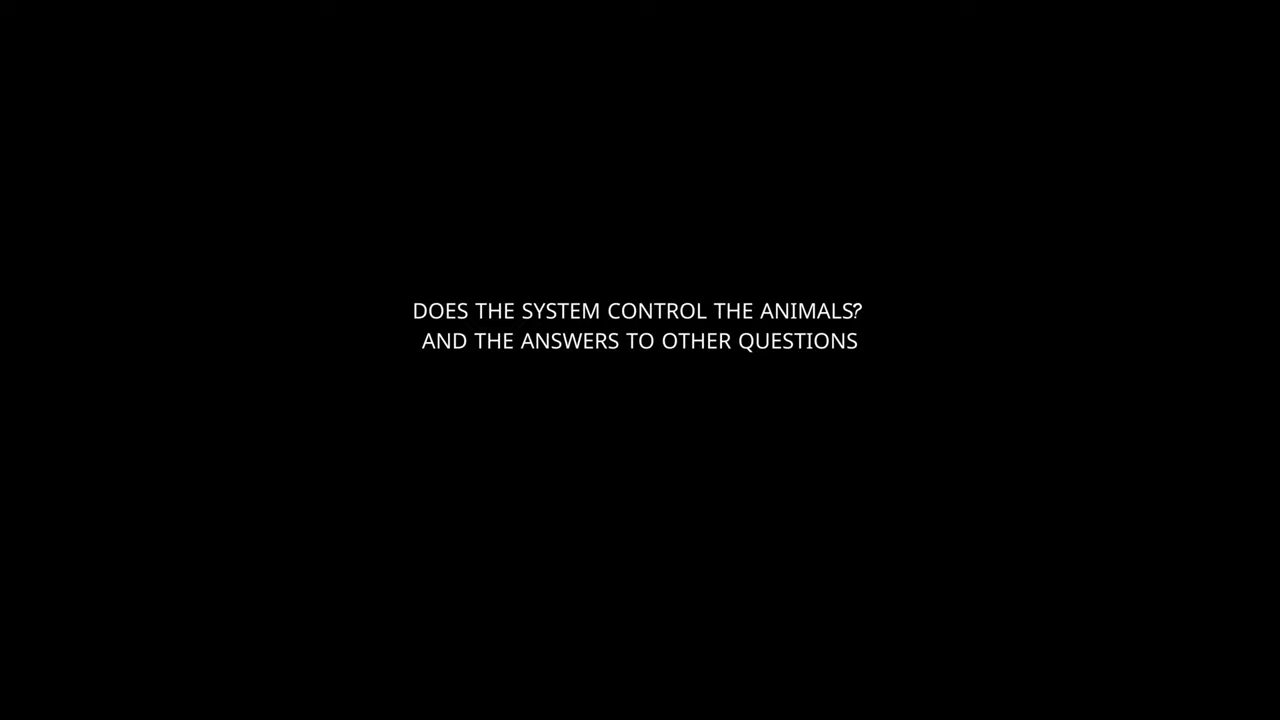 DOES THE SYSTEM CONTROL THE ANIMALS?
AND THE ANSWERS TO OTHER QUESTIONS